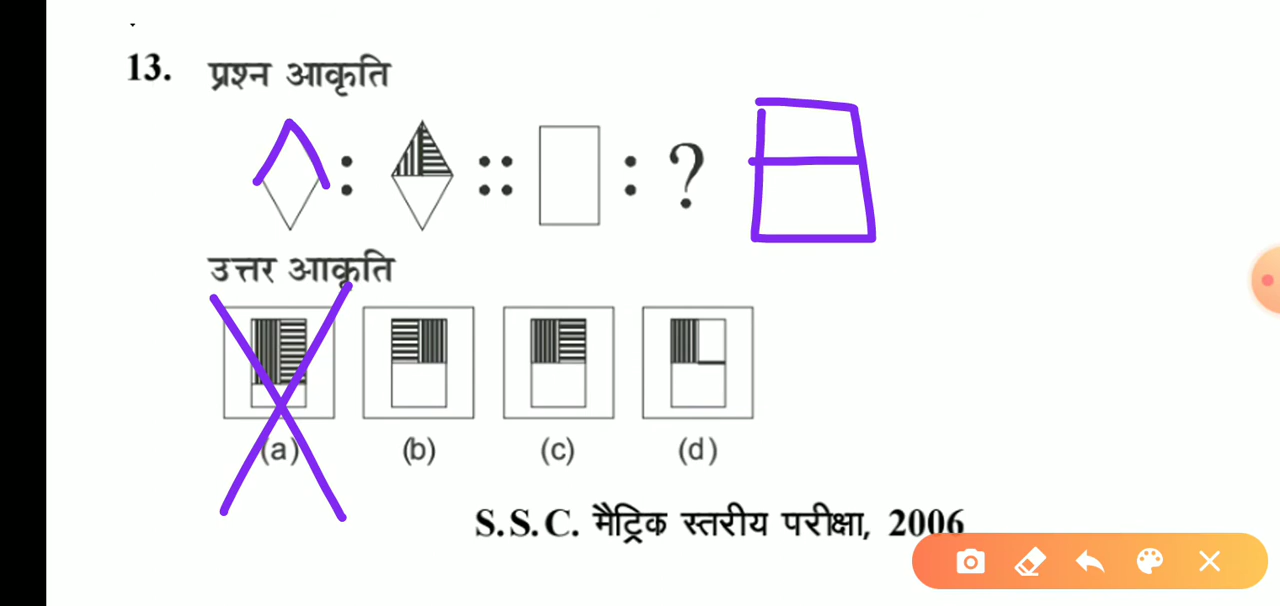 13. प्रश्न आकृति
: :: : ?
उत्तर आकृति
(a) (b) (c) (d)
S.S.C. मैट्रिक स्तरीय परीक्षा, 2006